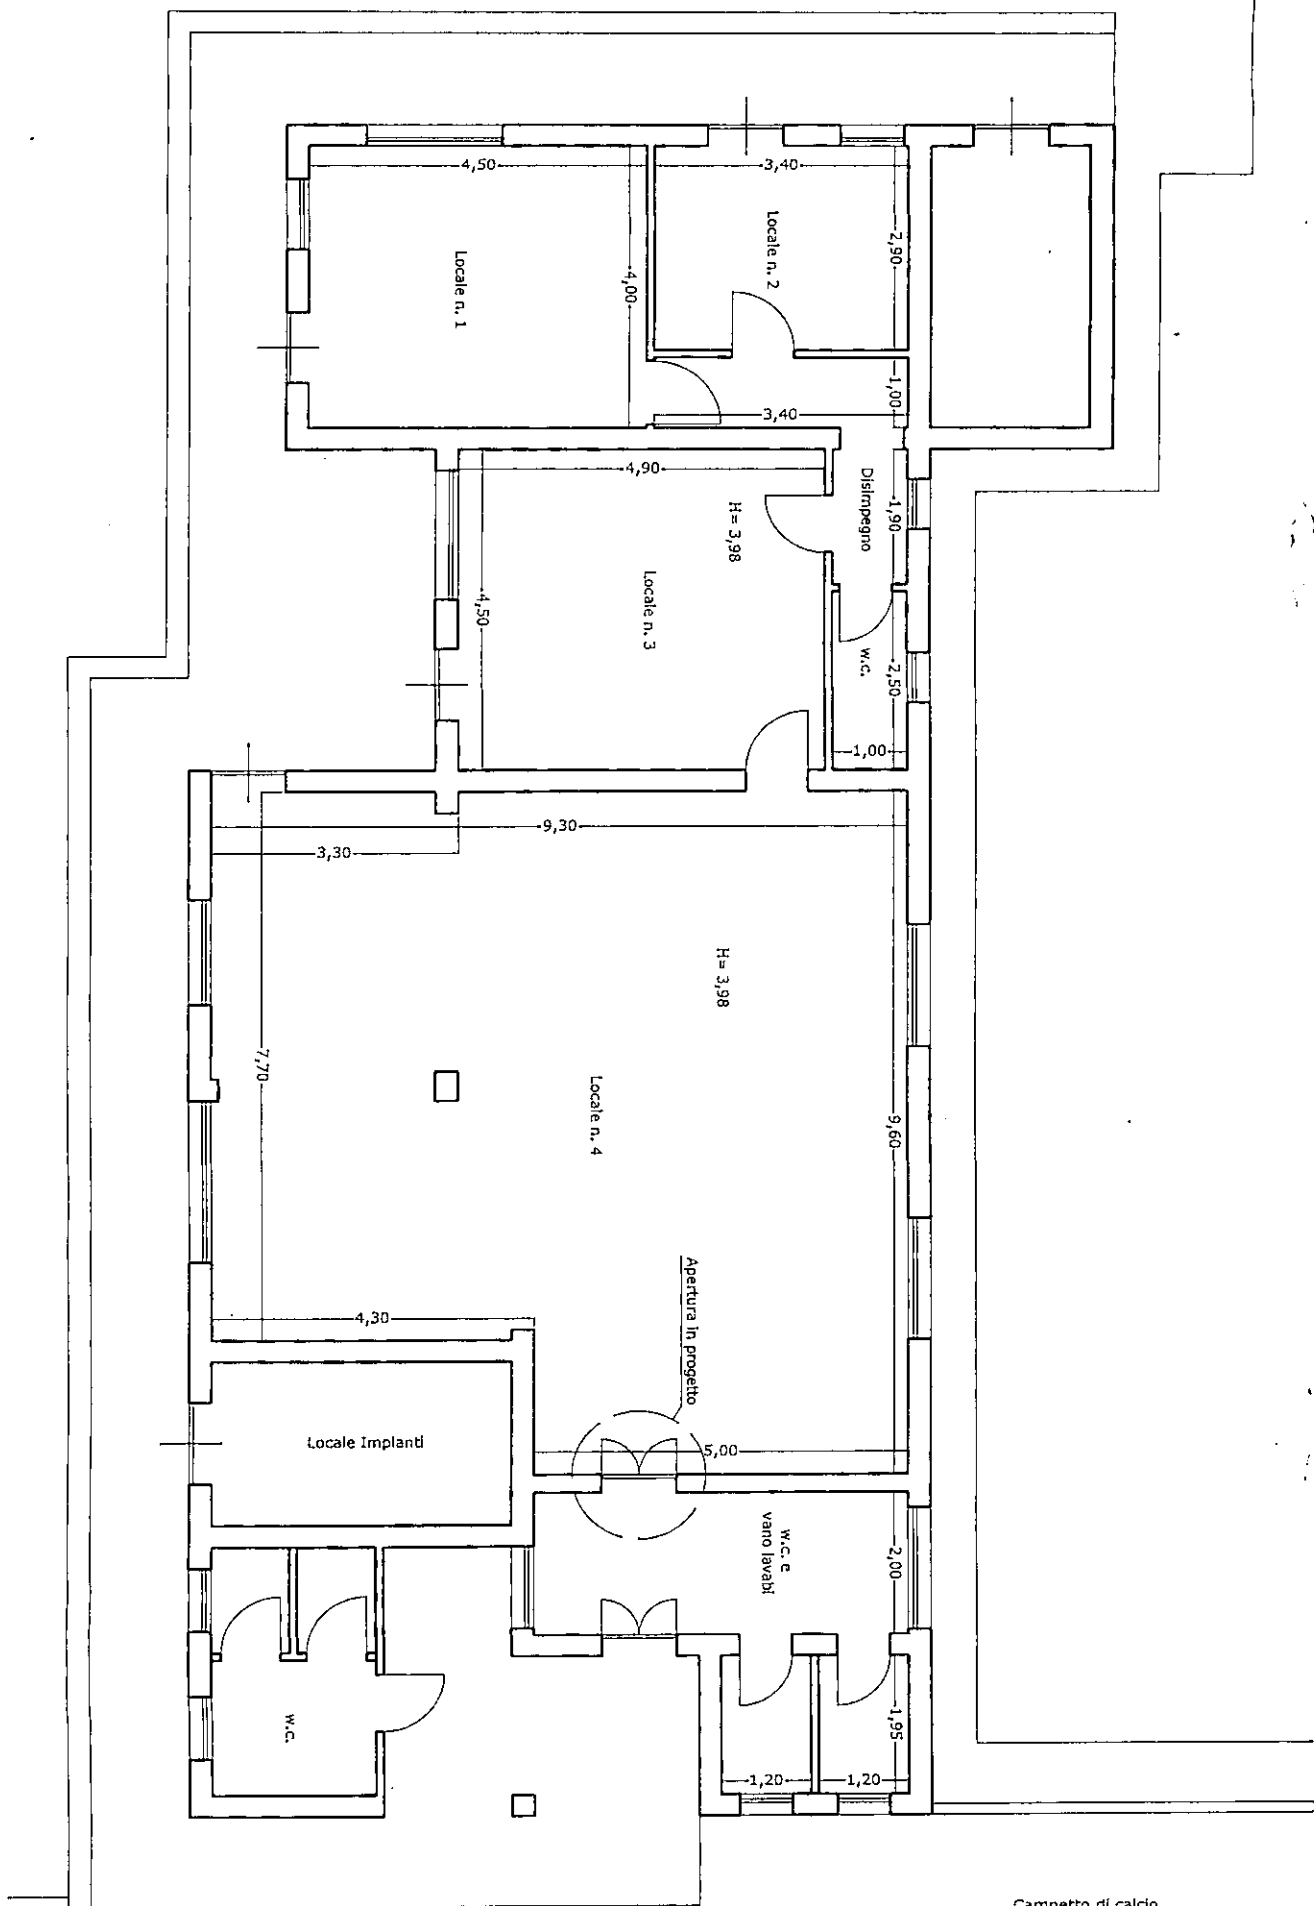 4,50
3,40
Locale n. 1
4,00
Locale n. 2
2,90
1,00
3,40
4,90
H= 3,98
Disimpegno
1,90
4,50
Locale n. 3
w.c.
2,50
1,00
9,30
3,30
H= 3,98
7,70
Locale n. 4
9,60
4,30
Apertura in progetto
5,00
Locale Impianti
w.c. e
vano lavabi
2,00
w.c.
1,95
1,20
1,20
Campetto di calcio